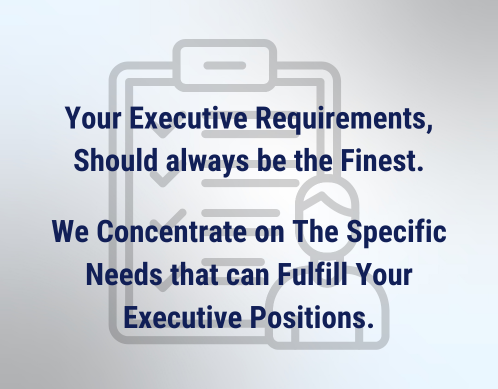 Your Executive Requirements,
Should always be the Finest.
We Concentrate on The Specific
Needs that can Fulfill Your
Executive Positions.